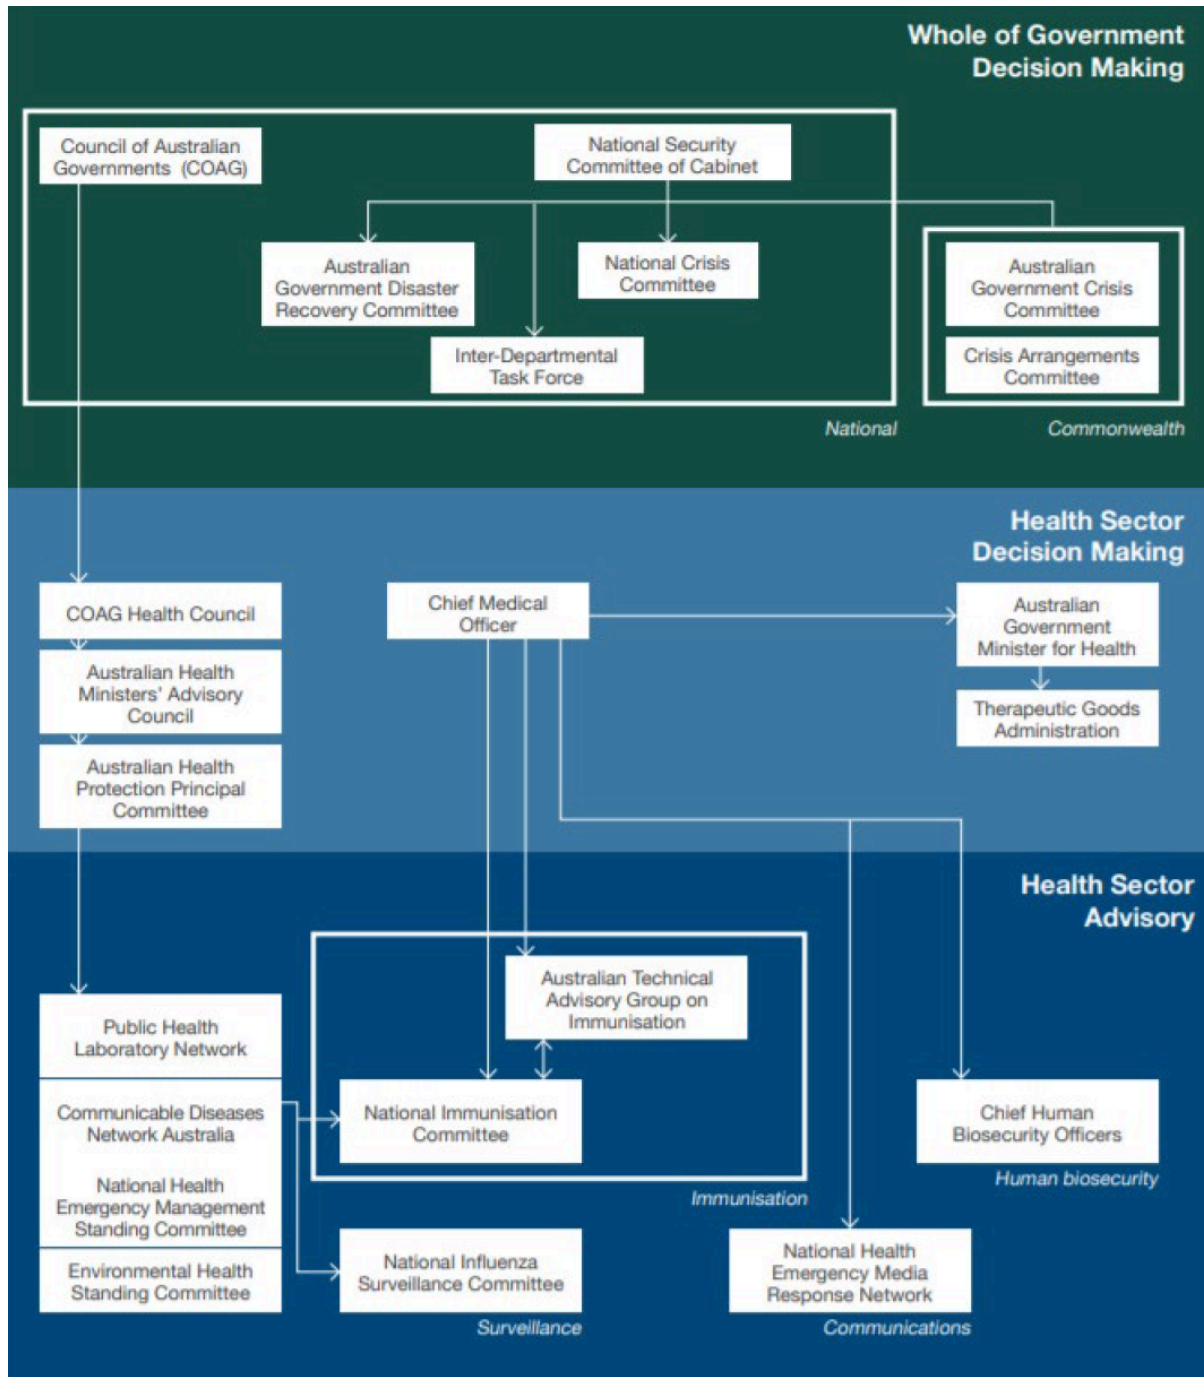 Whole of Government
Decision Making
Council of Australian
Governments (COAG)
National Security
Committee of Cabinet
Australian
Government Disaster
Recovery Committee
National Crisis
Committee
Inter-Departmental
Task Force
National
Australian
Government Crisis
Committee
Crisis Arrangements
Committee
Commonwealth
Health Sector
Decision Making
COAG Health Council
Australian Health
Ministers' Advisory
Council
Australian Health
Protection Principal
Committee
Chief Medical
Officer
Australian
Government
Minister for Health
Therapeutic Goods
Administration
Health Sector
Advisory
Public Health
Laboratory Network
Communicable Diseases
Network Australia
National Health
Emergency Management
Standing Committee
Environmental Health
Standing Committee
Australian Technical
Advisory Group on
Immunisation
National Immunisation
Committee
Immunisation
National Influenza
Surveillance Committee
Surveillance
National Health
Emergency Media
Response Network
Communications
Chief Human
Biosecurity Officers
Human biosecurity